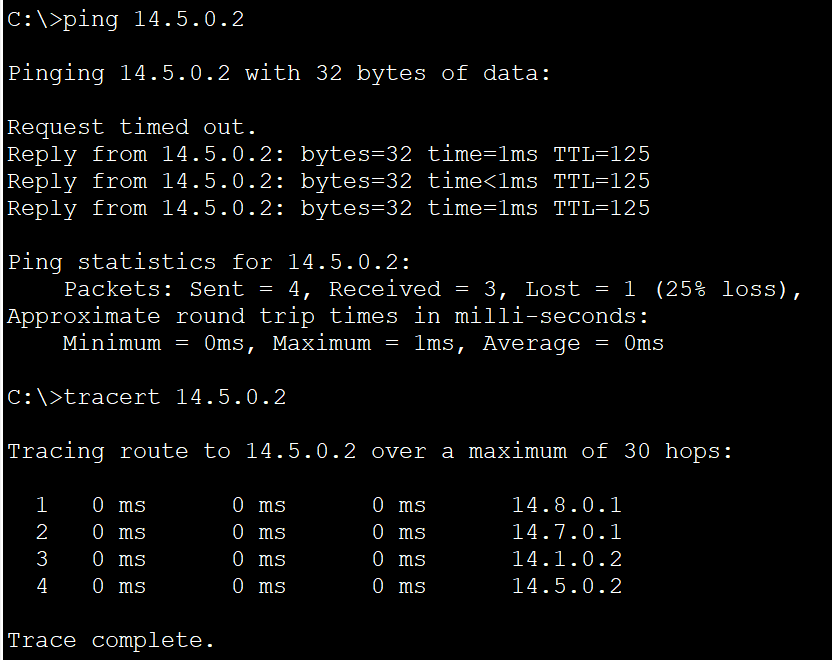 C:\>ping 14.5.0.2
Pinging 14.5.0.2 with 32 bytes of data:
Request timed out.
Reply from 14.5.0.2: bytes=32 time=1ms TTL=125
Reply from 14.5.0.2: bytes=32 time<1ms TTL=125
Reply from 14.5.0.2: bytes=32 time=1ms TTL=125
Ping statistics for 14.5.0.2:
    Packets: Sent = 4, Received = 3, Lost = 1 (25% loss),
Approximate round trip times in milli-seconds:
    Minimum = 0ms, Maximum = 1ms, Average = 0ms
C:\>tracert 14.5.0.2
Tracing route to 14.5.0.2 over a maximum of 30 hops:
  1   0 ms      0 ms      0 ms      14.8.0.1
  2   0 ms      0 ms      0 ms      14.7.0.1
  3   0 ms      0 ms      0 ms      14.1.0.2
  4   0 ms      0 ms      0 ms      14.5.0.2
Trace complete.